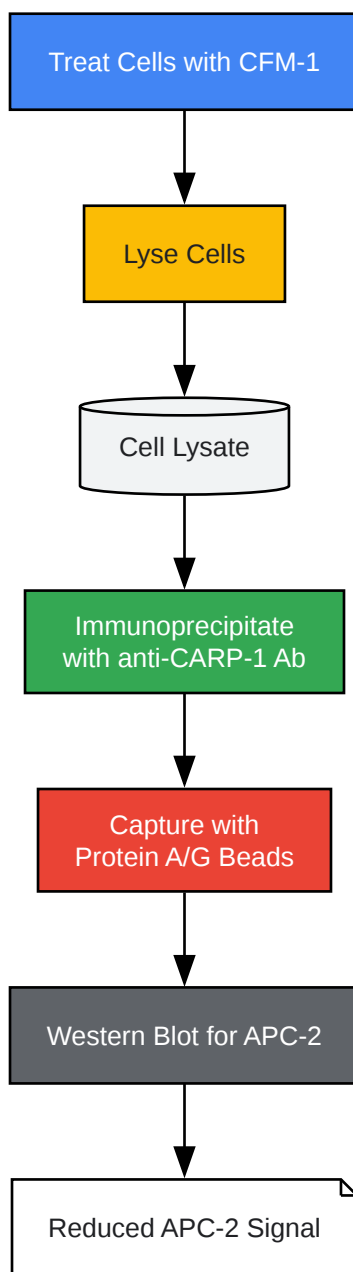 Treat Cells with CFM-1
Lyse Cells
Cell Lysate
Immunoprecipitate
with anti-CARP-1 Ab
Capture with
Protein A/G Beads
Western Blot for APC-2
Reduced APC-2 Signal